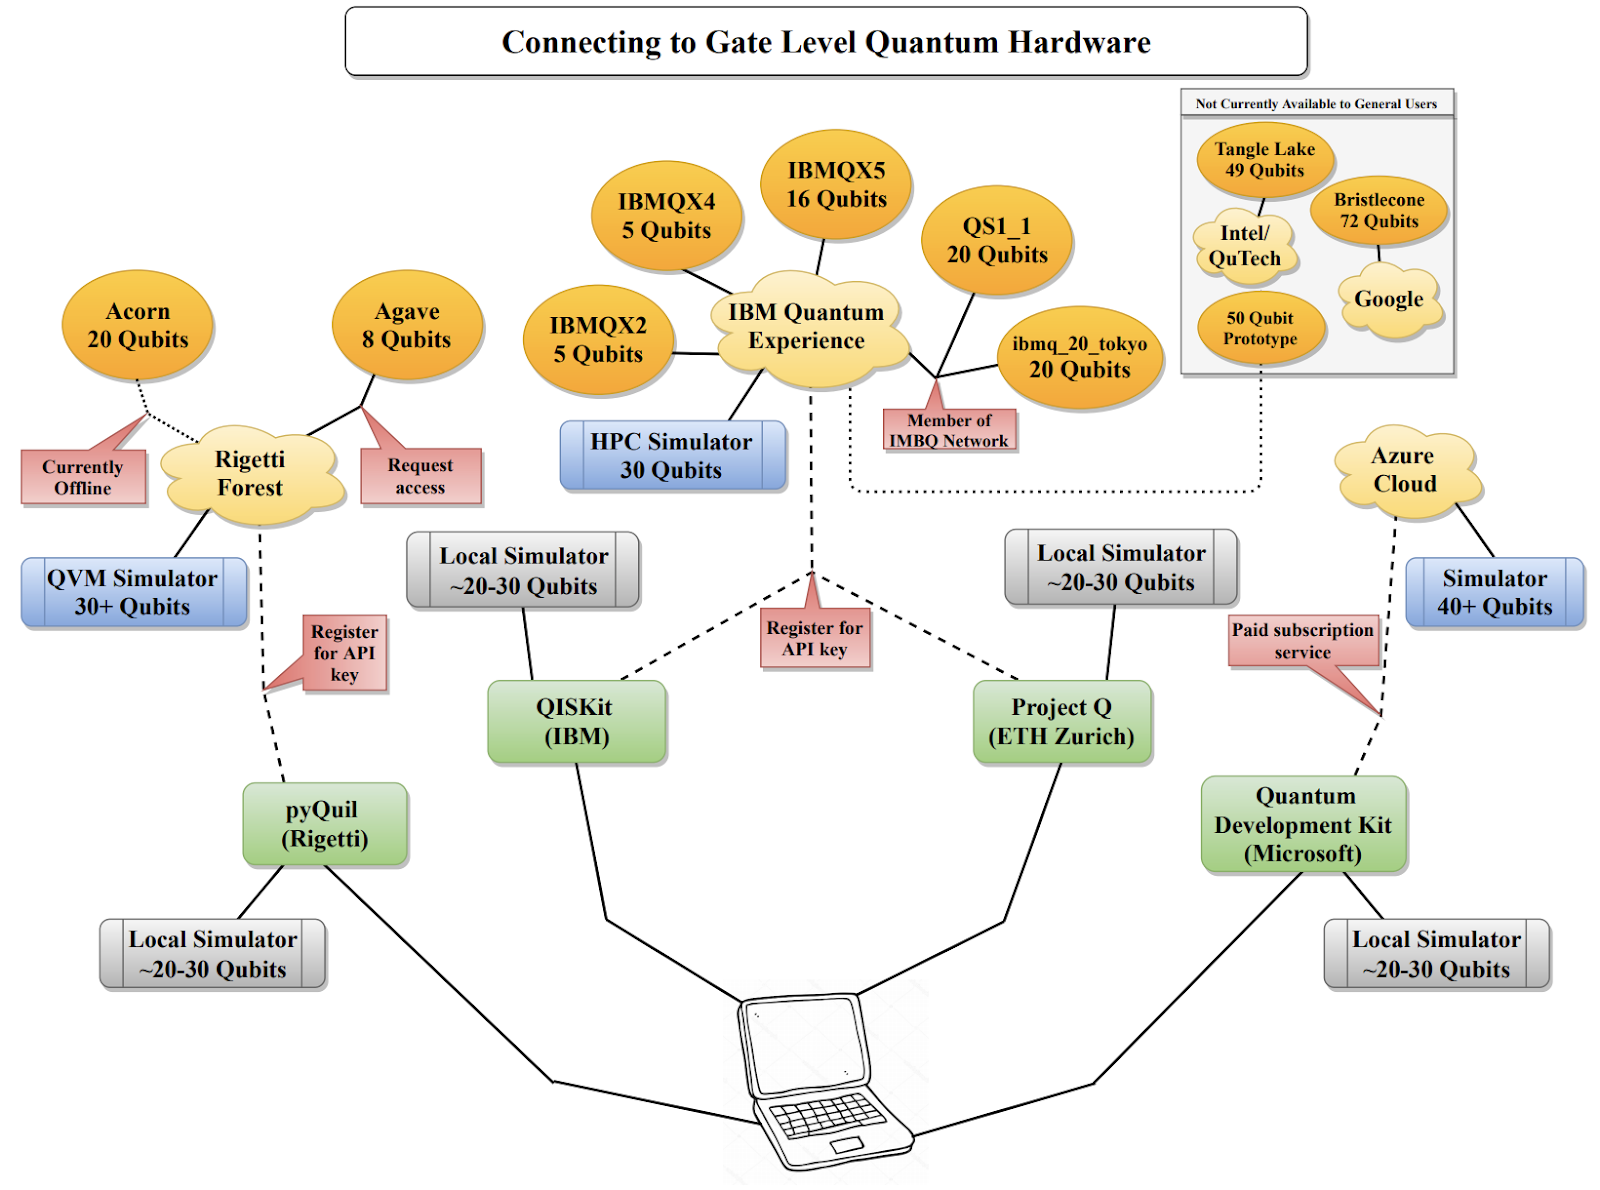 Connecting to Gate Level Quantum Hardware
Not Currently Available to General Users
Tangle Lake
49 Qubits
Bristlecone
72 Qubits
Intel/
QuTech
Google
50 Qubit
Prototype
IBMQX5
16 Qubits
IBMQX4
5 Qubits
QS1_1
20 Qubits
IBMQX2
5 Qubits
IBM Quantum
Experience
ibmq_20_tokyo
20 Qubits
Member of
IMBQ Network
HPC Simulator
30 Qubits
Acorn
20 Qubits
Agave
8 Qubits
Currently
Offline
Rigetti
Forest
Request
access
QVM Simulator
30+ Qubits
Azure
Cloud
Simulator
40+ Qubits
Local Simulator
~20-30 Qubits
Local Simulator
~20-30 Qubits
Register
for API
key
Register for
API key
Paid subscription
service
QISKit
(IBM)
Project Q
(ETH Zurich)
pyQuil
(Rigetti)
Quantum
Development Kit
(Microsoft)
Local Simulator
~20-30 Qubits
Local Simulator
~20-30 Qubits